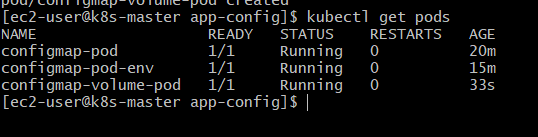 pod/configmap-volume-pod created
[ec2-user@k8s-master app-config]$ kubectl get pods
NAME READY STATUS RESTARTS AGE
configmap-pod 1/1 Running 0 20m
configmap-pod-env 1/1 Running 0 15m
configmap-volume-pod 1/1 Running 0 33s
[ec2-user@k8s-master app-config]$